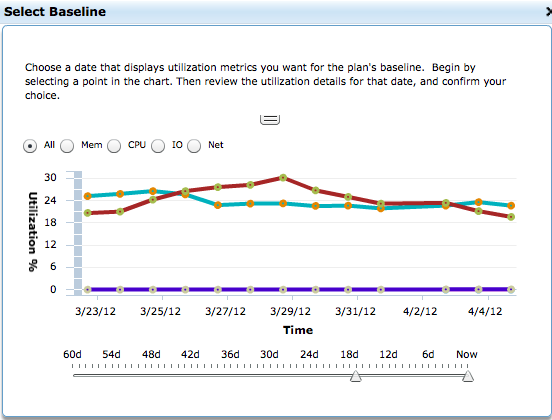 Select Baseline
Choose a date that displays utilization metrics you want for the plan's baseline. Begin by
selecting a point in the chart. Then review the utilization details for that date, and confirm your
choice.
All Mem CPU IO Net
30
24
18
12
6
0
Utilization %
3/23/12 3/25/12 3/27/12 3/29/12 3/31/12 4/2/12 4/4/12
Time
60d 54d 48d 42d 36d 30d 24d 18d 12d 6d Now